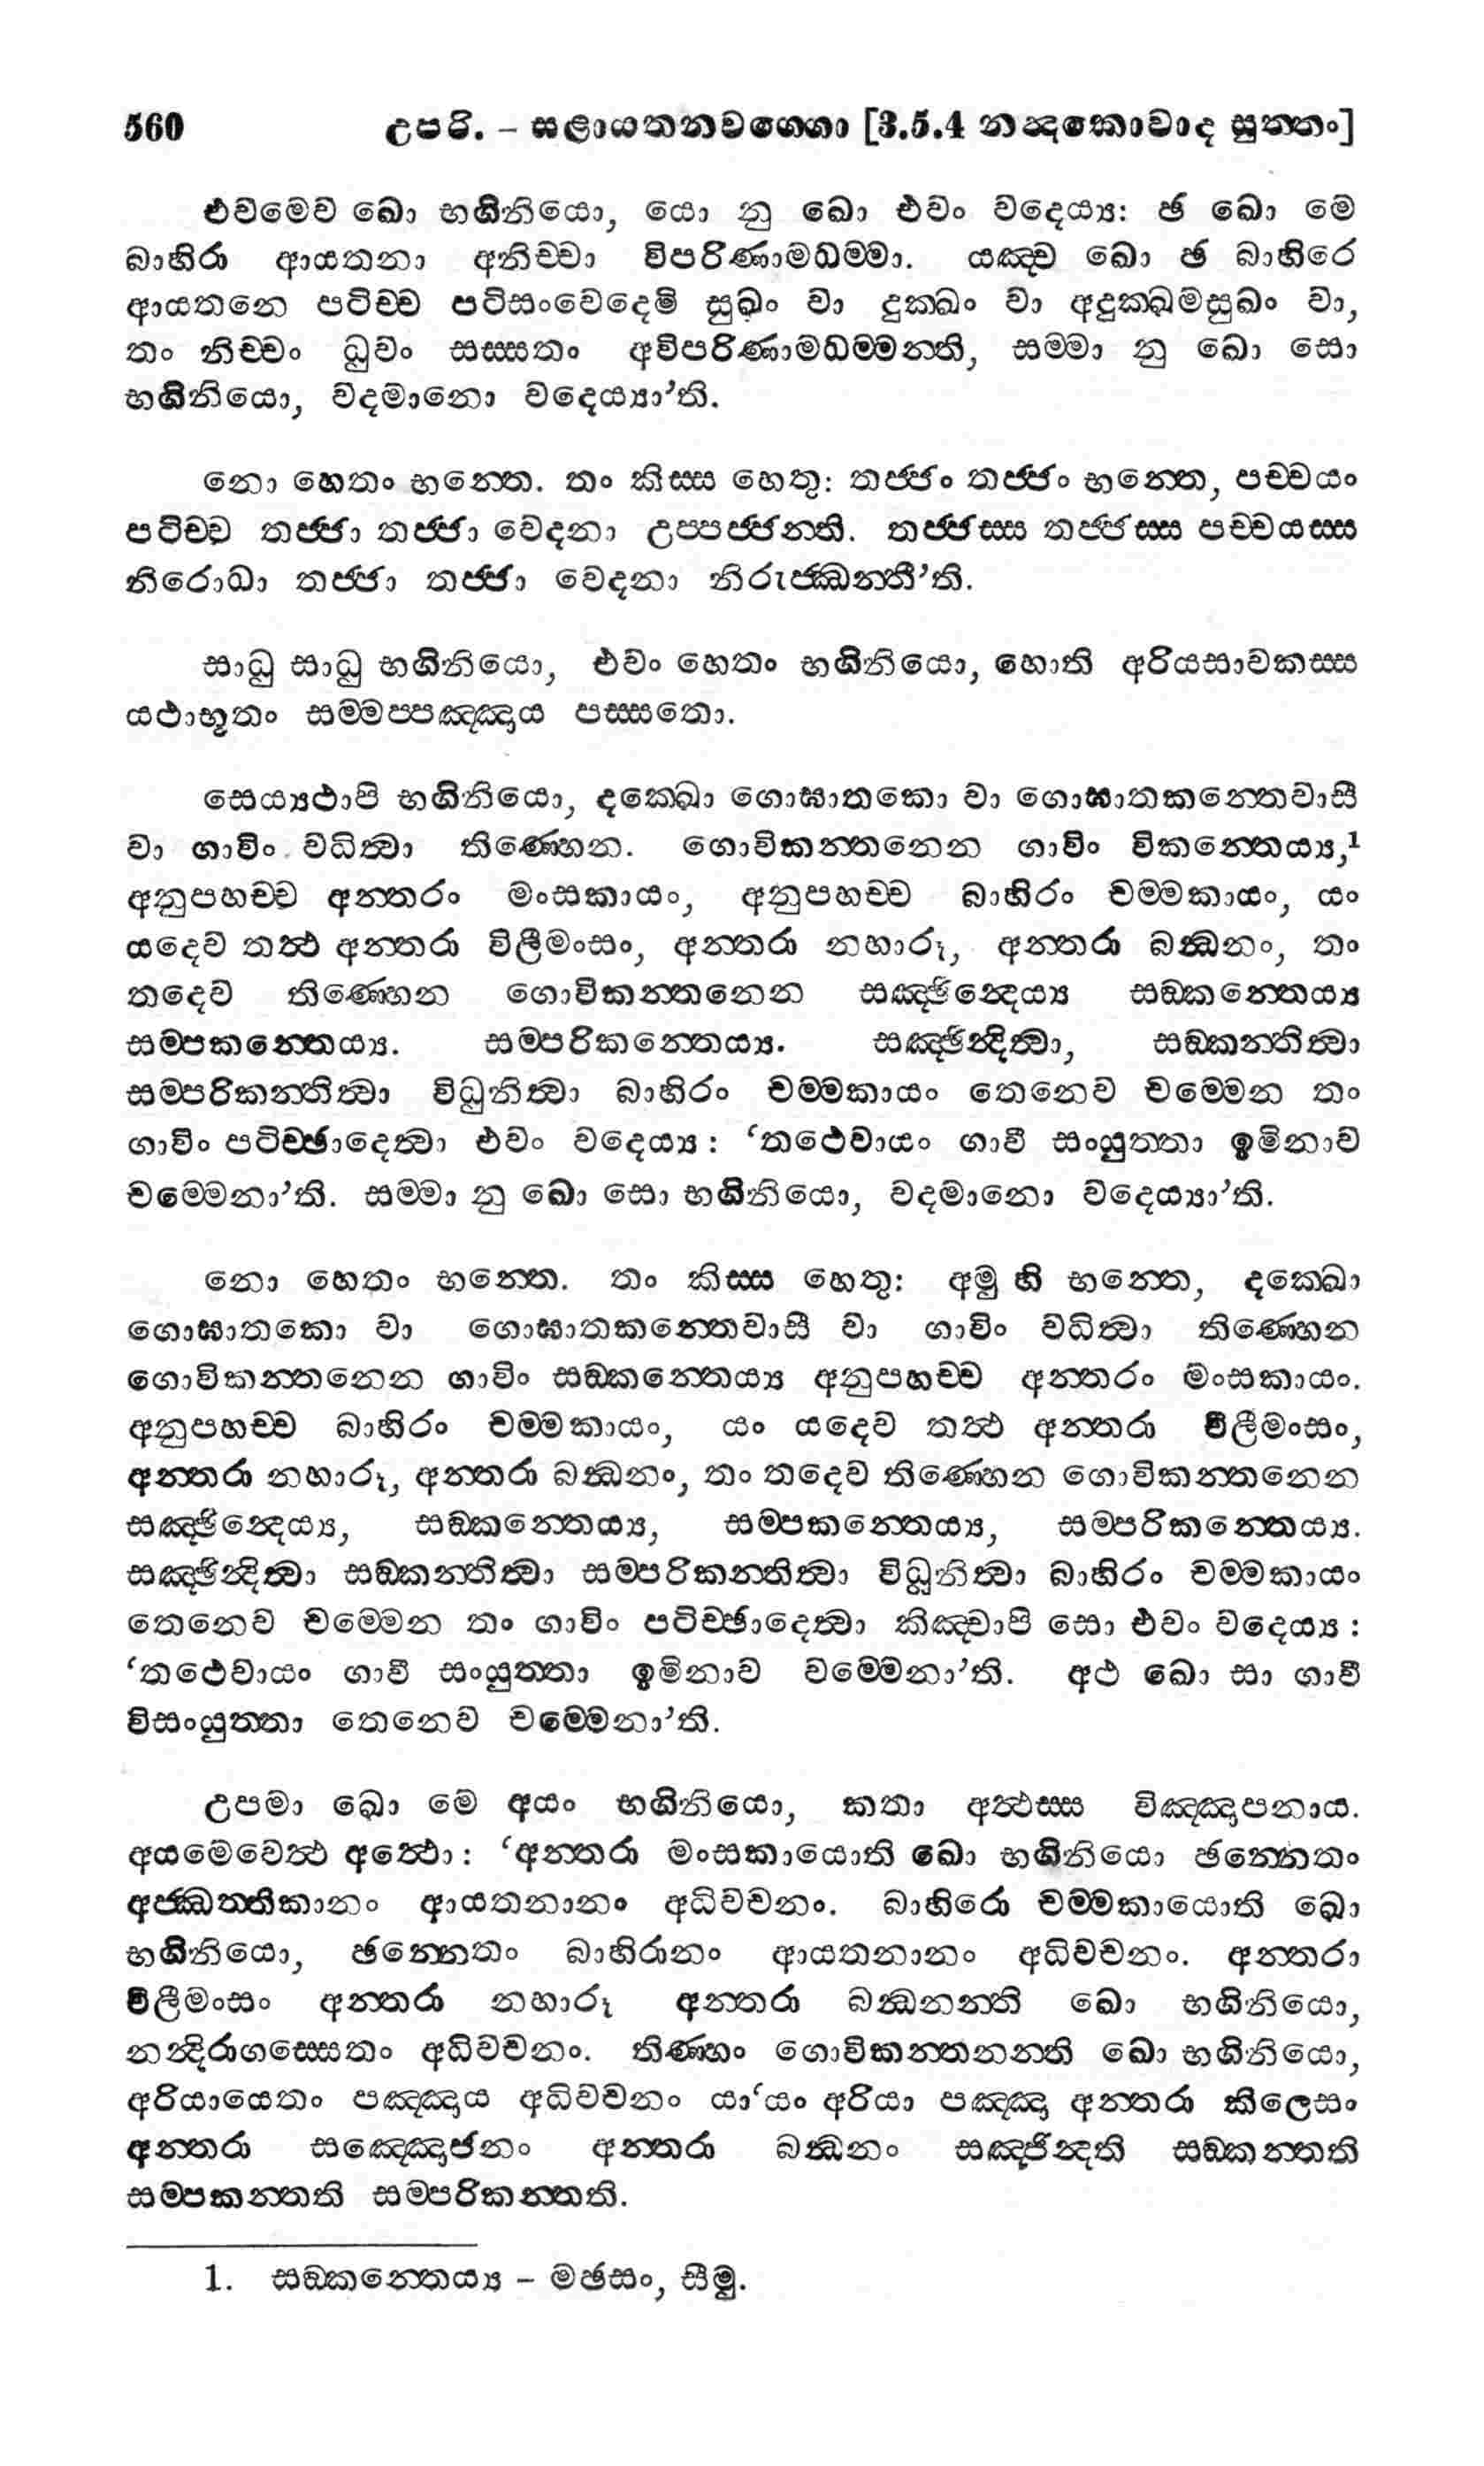 560 උපරි. – සළායතනවග්ගො [3.5.4 නන්දකොවාද සුත්තං]
එවමෙව ඛො භගිනියො, යො නු ඛො එවං වදෙය්‍ය: ඡ ඛො මෙ
බාහිරා ආයතනා අනිච්චා විපරිණාමධම්මා. යඤ්ච ඛො ඡ බාහිරෙ
ආයතනෙ පටිච්ච පටිසංවෙදෙමි සුඛං වා දුක්ඛං වා අදුක්ඛමසුඛං වා,
තං නිච්චං ධුවං සස්සතං අවිපරිණාමධම්මන්ති, සම්මා නු ඛො සො
භගිනියො, වදමානො වදෙය්‍යා’ති.
නො හෙතං භන්තෙ. තං කිස්ස හෙතු: තජ්ජං තජ්ජං භන්තෙ, පච්චයං
පටිච්ච තජ්ජා තජ්ජා වෙදනා උප්පජ්ජන්ති. තජ්ජස්ස තජ්ජස්ස පච්චයස්ස
නිරොධා තජ්ජා තජ්ජා වෙදනා නිරුජ්ඣන්තී’ති.
සාධු සාධු භගිනියො, එවං හෙතං භගිනියො, හොති අරියසාවකස්ස
යථාභූතං සම්මප්පඤ්ඤාය පස්සතො.
සෙය්‍යථාපි භගිනියො, දක්ඛො ගොඝාතකො වා ගොඝාතකන්තෙවාසී
වා ගාවිං වධිත්වා තිණ්හෙන. ගොවිකන්තනෙන ගාවිං විකන්තෙය්‍ය,¹
අනුපහච්ච අන්තරං මංසකායං, අනුපහච්ච බාහිරං චම්මකායං, යං
යදෙව තත්ථ අන්තරා විලීමංසං, අන්තරා නහාරූ, අන්තරා බන්ධනං, තං
තදෙව තිණ්හෙන ගොවිකන්තනෙන සඤ්ඡින්දෙය්‍ය සඞ්කන්තෙය්‍ය
සම්පකන්තෙය්‍ය. සම්පරිකන්තෙය්‍ය. සඤ්ඡින්දිත්වා, සඞ්කන්තිත්වා
සම්පරිකන්තිත්වා විධුනිත්වා බාහිරං චම්මකායං තෙනෙව චම්මෙන තං
ගාවිං පටිච්ඡාදෙත්වා එවං වදෙය්‍ය : ‘තථෙවායං ගාවී සංයුත්තා ඉමිනාව
චම්මෙනා’ති. සම්මා නු ඛො සො භගිනියො, වදමානො වදෙය්‍යා’ති.
නො හෙතං භන්තෙ. තං කිස්ස හෙතු: අමු හි භන්තෙ, දක්ඛො
ගොඝාතකො වා ගොඝාතකන්තෙවාසී වා ගාවිං වධිත්වා තිණ්හෙන
ගොවිකන්තනෙන ගාවිං සඞ්කන්තෙය්‍ය අනුපහච්ච අන්තරං මංසකායං.
අනුපහච්ච බාහිරං චම්මකායං, යං යදෙව තත්ථ අන්තරා විලීමංසං,
අන්තරා නහාරූ, අන්තරා බන්ධනං, තං තදෙව තිණ්හෙන ගොවිකන්තනෙන
සඤ්ඡින්දෙය්‍ය, සඞ්කන්තෙය්‍ය, සම්පකන්තෙය්‍ය, සම්පරිකන්තෙය්‍ය.
සඤ්ඡින්දිත්වා සඞ්කන්තිත්වා සම්පරිකන්තිත්වා විධුනිත්වා බාහිරං චම්මකායං
තෙනෙව චම්මෙන තං ගාවිං පටිච්ඡාදෙත්වා කිඤ්චාපි සො එවං වදෙය්‍ය :
‘තථෙවායං ගාවී සංයුත්තා ඉමිනාව චම්මෙනා’ති. අථ ඛො සා ගාවී
විසංයුත්තා තෙනෙව චම්මෙනා’ති.
උපමා ඛො මෙ අයං භගිනියො, කතා අත්ථස්ස විඤ්ඤාපනාය.
අයමෙවෙත්ථ අත්ථො : ‘අන්තරා මංසකායොති ඛො භගිනියො ඡන්නෙතං
අජ්ඣත්තිකානං ආයතනානං අධිවචනං. බාහිරො චම්මකායොති ඛො
භගිනියො, ඡන්නෙතං බාහිරානං ආයතනානං අධිවචනං. අන්තරා
විලීමංසං අන්තරා නහාරූ අන්තරා බන්ධනන්ති ඛො භගිනියො,
නන්දිරාගස්සෙතං අධිවචනං. තිණ්හං ගොවිකන්තනන්ති ඛො භගිනියො,
අරියායෙතං පඤ්ඤාය අධිවචනං යා‘යං අරියා පඤ්ඤා අන්තරා කිලෙසං
අන්තරා සඤ්ඤොජනං අන්තරා බන්ධනං සඤ්ඡින්දති සඞ්කන්තති
සම්පකන්තති සම්පරිකන්තති.
1. සඞ්කන්තෙය්‍ය – මඡසං, සීමු.